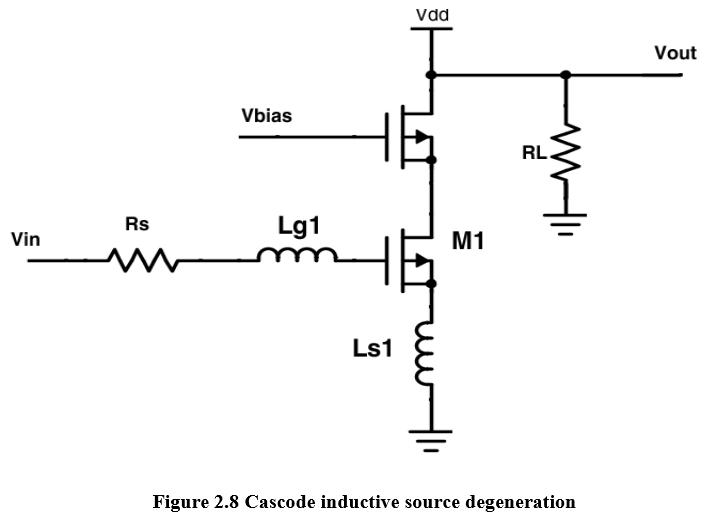 Vdd
Vout
Vbias
RL
Rs
Lg1
Vin
M1
Ls1
Figure 2.8 Cascode inductive source degeneration